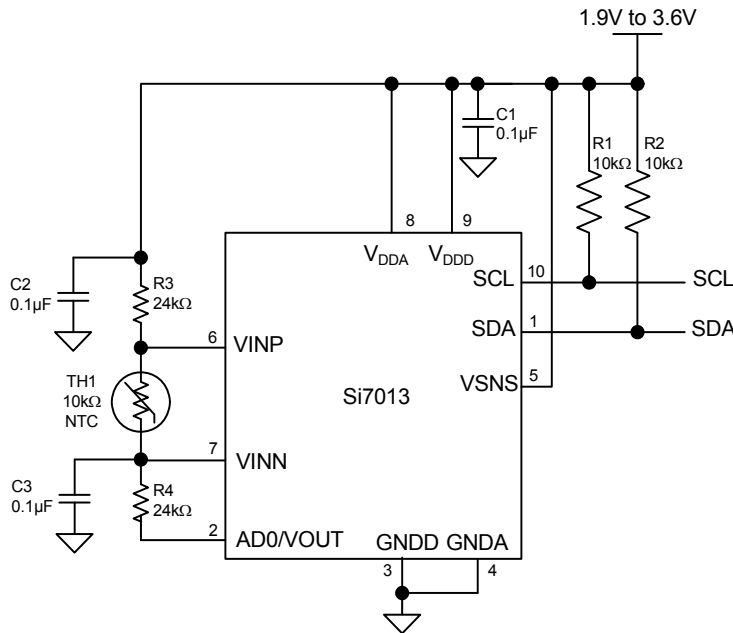 1.9V to 3.6V
C1
0.1µF
R1
10kΩ
R2
10kΩ
8
9
VDDA
VDDD
C2
0.1µF
R3
24kΩ
SCL
10
SCL
SDA
1
SDA
6
VINP
VSNS
5
TH1
10kΩ
NTC
Si7013
7
VINN
C3
0.1µF
R4
24kΩ
2
AD0/VOUT
GNDD
GNDA
3
4